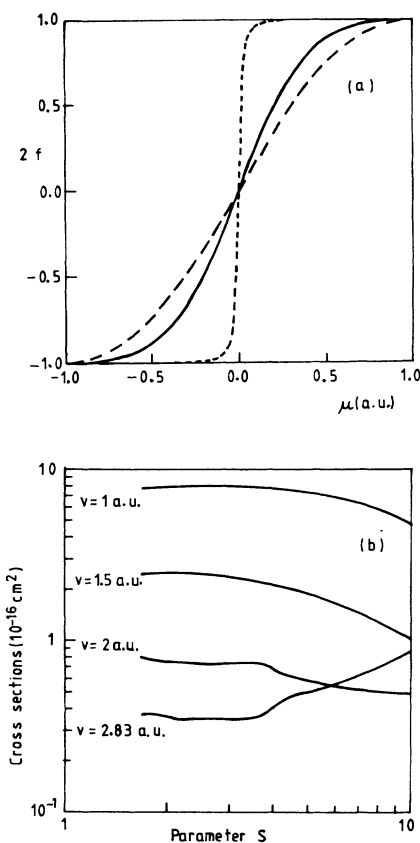 1.0
(a)
0.5
2 f
0.0
−0.5
−1.0
−1.0 −0.5 0.0 0.5 1.0
μ(a.u.)
10
v = 1 a.u.
(b)
v = 1.5 a.u.
1
v = 2 a.u.
v = 2.83 a.u.
10⁻¹
1 10
Parameter S
Cross sections (10⁻¹⁶ cm²)